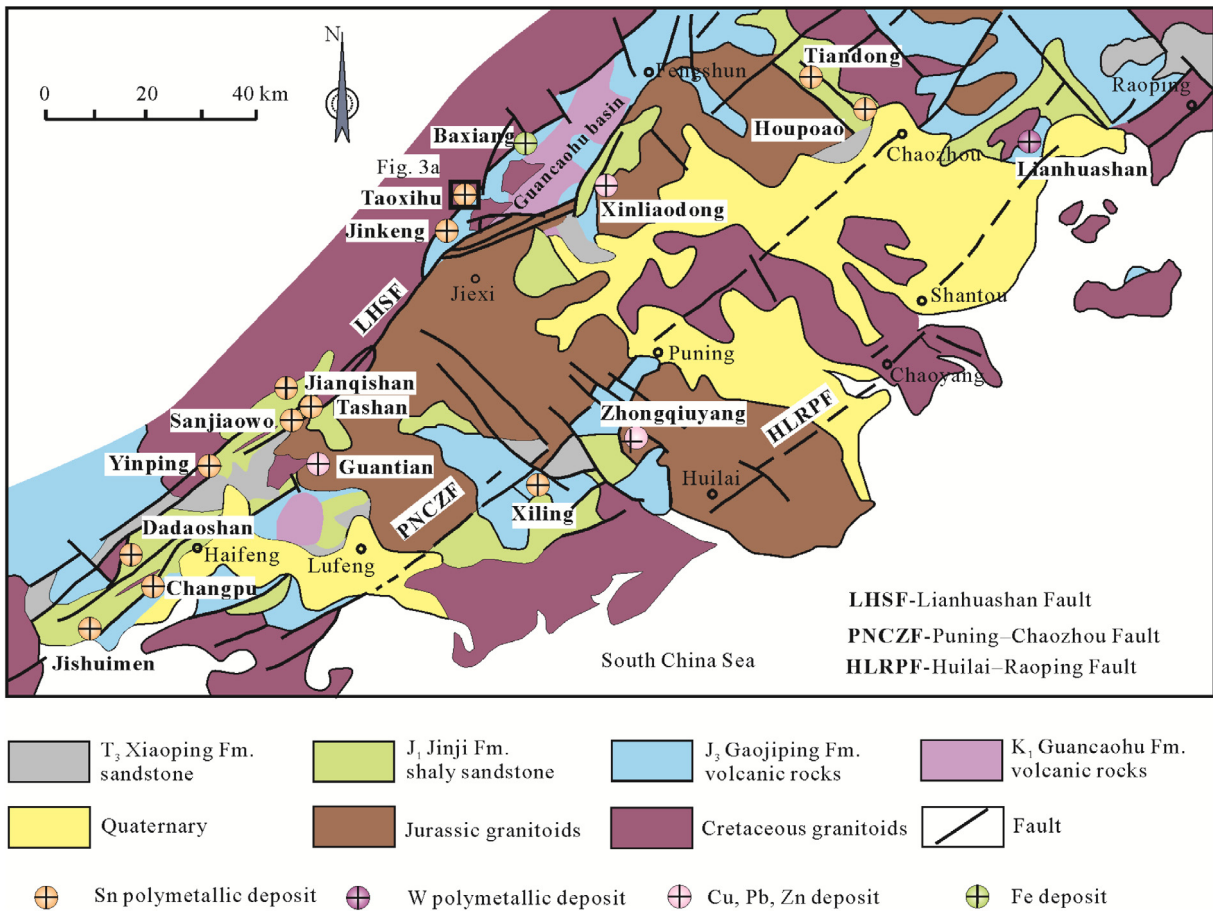 N
0 20 40 km
Fengshun
Tiandong
Raoping
Baxiang
Guancaohu basin
Houpoao
Chaozhou
Lianhuashan
Fig. 3a
Taoxihu
Xinliaodong
Jinkeng
Jiexi
LHSF
Shantou
Puning
Chaoyang
Jianqishan
Tashan
Sanjiaowo
Zhongqiuyang
HLRPF
Yinping
Guantian
Huilai
PNCZF
Xiling
Dadaoshan
Haifeng
Lufeng
Changpu
Jishuimen
South China Sea
LHSF-Lianhuashan Fault
PNCZF-Puning–Chaozhou Fault
HLRPF-Huilai–Raoping Fault
T₃ Xiaoping Fm.
sandstone
J₁ Jinji Fm.
shaly sandstone
J₃ Gaojiping Fm.
volcanic rocks
K₁ Guancaohu Fm.
volcanic rocks
Quaternary
Jurassic granitoids
Cretaceous granitoids
Fault
Sn polymetallic deposit
W polymetallic deposit
Cu, Pb, Zn deposit
Fe deposit